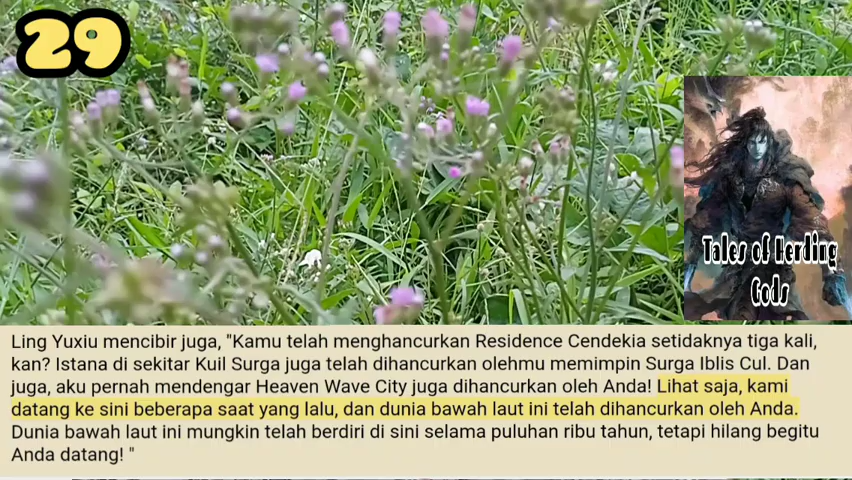 29
Tales of Herding
Gods
Ling Yuxiu mencibir juga, "Kamu telah menghancurkan Residence Cendekia setidaknya tiga kali,
kan? Istana di sekitar Kuil Surga juga telah dihancurkan olehmu memimpin Surga Iblis Cul. Dan
juga, aku pernah mendengar Heaven Wave City juga dihancurkan oleh Anda! Lihat saja, kami
datang ke sini beberapa saat yang lalu, dan dunia bawah laut ini telah dihancurkan oleh Anda.
Dunia bawah laut ini mungkin telah berdiri di sini selama puluhan ribu tahun, tetapi hilang begitu
Anda datang! "